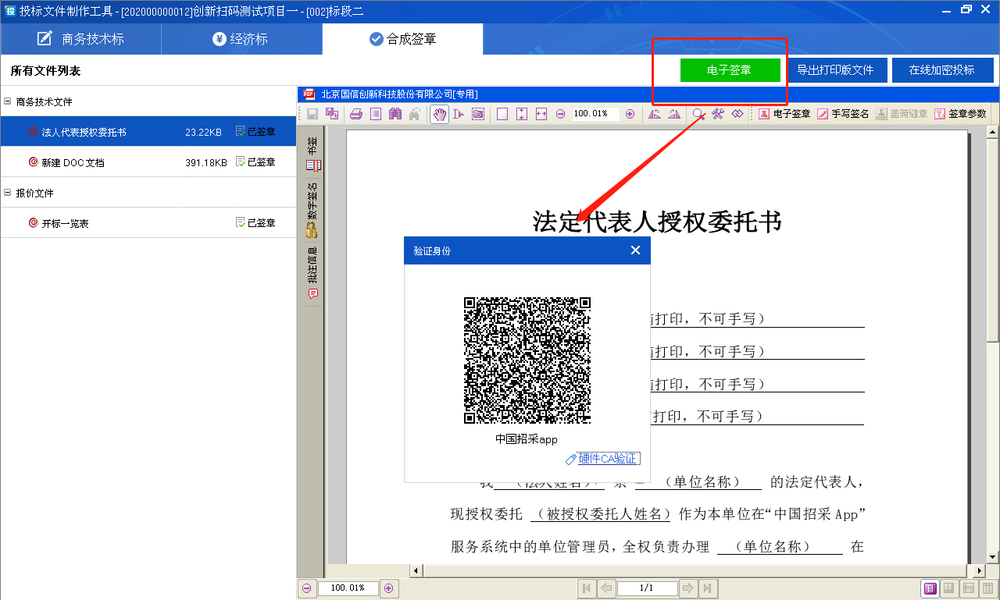 投标文件制作工具 - [202000000012]创新扫码测试项目一 - [002]标段二
商务技术标
经济标
合成签章
所有文件列表
电子签章
导出打印版文件
在线加密投标
商务技术文件
法人代表授权委托书 23.22KB 已签章
新建 DOC 文档 391.18KB 已签章
报价文件
开标一览表 已签章
北京国信创新科技股份有限公司[专用]
100.01%
电子签章
手写签名
盖骑缝章
签章参数
书签
数字签名
批注信息
法定代表人授权委托书
验证身份
中国招采app
硬件CA验证
打印，不可手写）
打印，不可手写）
打印，不可手写）
打印，不可手写）
（单位名称） 的法定代表人，
现授权委托 （被授权委托人姓名） 作为本单位在“中国招采 App”
服务系统中的单位管理员，全权负责办理 （单位名称） 在
100.01%
1/1